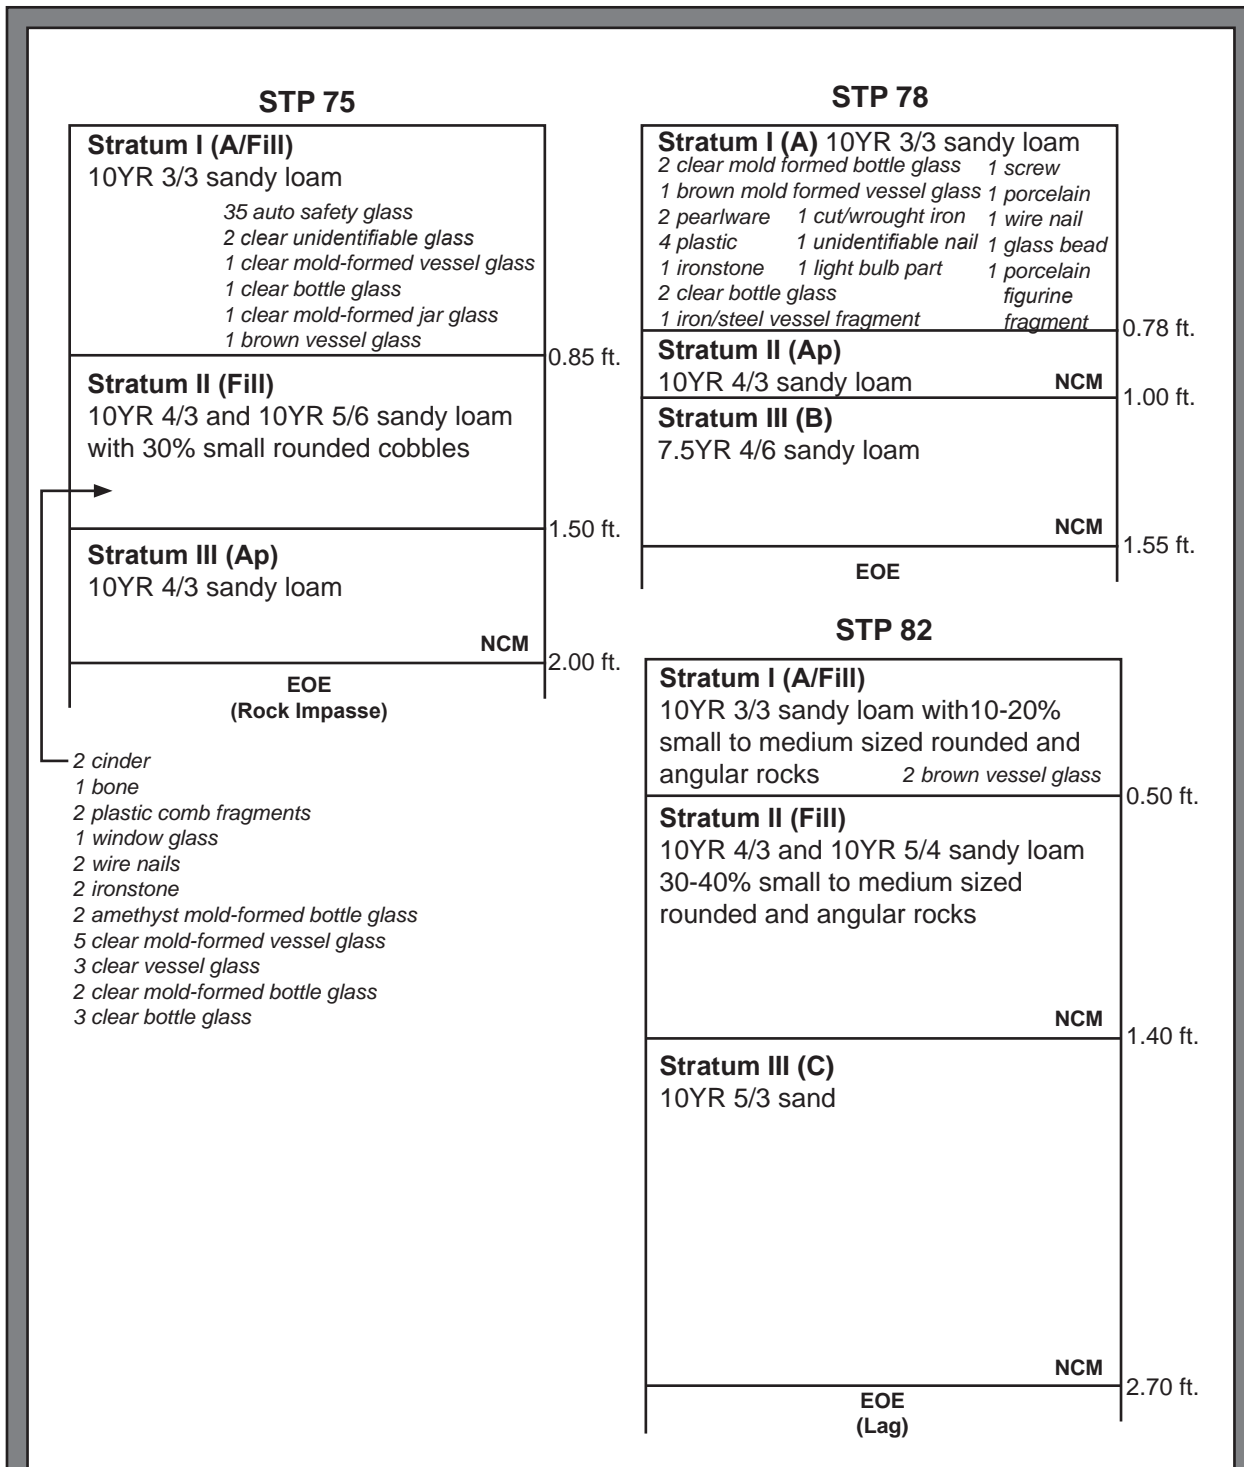 STP 75
Stratum I (A/Fill)
10YR 3/3 sandy loam
35 auto safety glass
2 clear unidentifiable glass
1 clear mold-formed vessel glass
1 clear bottle glass
1 clear mold-formed jar glass
1 brown vessel glass
0.85 ft.
Stratum II (Fill)
10YR 4/3 and 10YR 5/6 sandy loam
with 30% small rounded cobbles
1.50 ft.
Stratum III (Ap)
10YR 4/3 sandy loam
NCM
2.00 ft.
EOE
(Rock Impasse)
2 cinder
1 bone
2 plastic comb fragments
1 window glass
2 wire nails
2 ironstone
2 amethyst mold-formed bottle glass
5 clear mold-formed vessel glass
3 clear vessel glass
2 clear mold-formed bottle glass
3 clear bottle glass
STP 78
Stratum I (A) 10YR 3/3 sandy loam
2 clear mold formed bottle glass 1 screw
1 brown mold formed vessel glass 1 porcelain
2 pearlware 1 cut/wrought iron 1 wire nail
4 plastic 1 unidentifiable nail 1 glass bead
1 ironstone 1 light bulb part 1 porcelain
2 clear bottle glass figurine
1 iron/steel vessel fragment fragment
0.78 ft.
Stratum II (Ap)
10YR 4/3 sandy loam NCM
1.00 ft.
Stratum III (B)
7.5YR 4/6 sandy loam
NCM
1.55 ft.
EOE
STP 82
Stratum I (A/Fill)
10YR 3/3 sandy loam with10-20%
small to medium sized rounded and
angular rocks 2 brown vessel glass
0.50 ft.
Stratum II (Fill)
10YR 4/3 and 10YR 5/4 sandy loam
30-40% small to medium sized
rounded and angular rocks
NCM
1.40 ft.
Stratum III (C)
10YR 5/3 sand
NCM
2.70 ft.
EOE
(Lag)